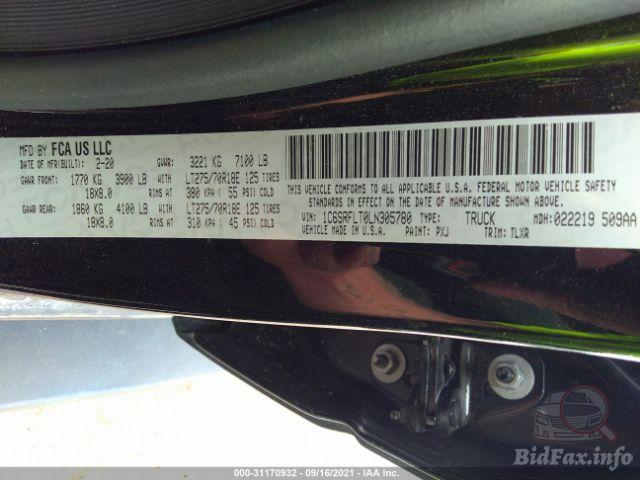 MFD BY FCA US LLC
DATE OF MFR(BUILT): 2-20 GVWR: 3221 KG 7100 LB
GAWR FRONT: 1770 KG 3900 LB WITH LT275/70R18E 125 TIRES
18X8.0 RIMS AT 380 KPA ( 55 PSI) COLD
GAWR REAR: 1860 KG 4100 LB WITH LT275/70R18E 125 TIRES
18X8.0 RIMS AT 310 KPA ( 45 PSI) COLD
THIS VEHICLE CONFORMS TO ALL APPLICABLE U.S.A. FEDERAL MOTOR VEHICLE SAFETY
STANDARDS IN EFFECT ON THE DATE OF MANUFACTURE SHOWN ABOVE.
VIN: 1C6SRFLT0LN305780 TYPE: TRUCK MDH: 022219 509AA
VEHICLE MADE IN U.S.A. PAINT: PXJ TRIM: TLXR
BidFax.info
000-31170932 - 09/16/2021 - IAA Inc.